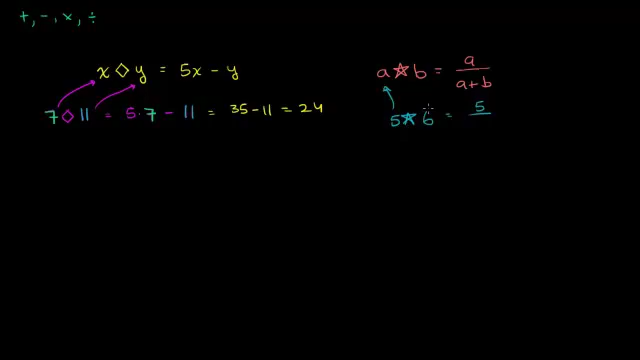 +, −, ×, ÷
x ◇ y = 5x − y
a ☆ b = a / (a+b)
7 ◇ 11 = 5·7 − 11 = 35 − 11 = 24
5 ★ 6 = 5 /